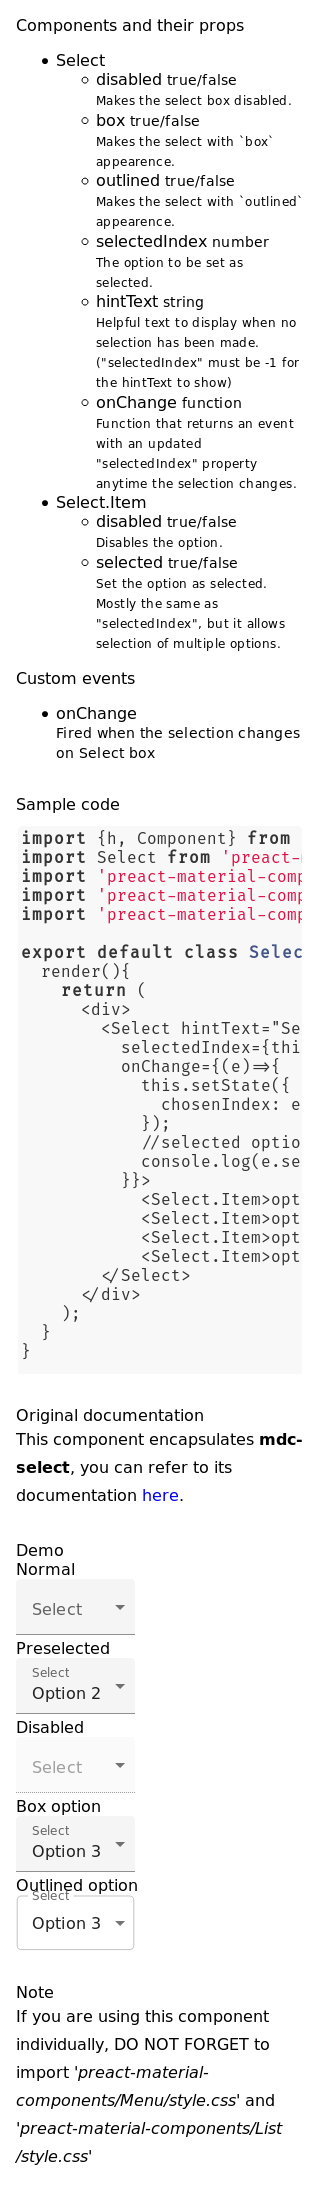 Components and their props
Select
disabled true/false
Makes the select box disabled.
box true/false
Makes the select with `box`
appearence.
outlined true/false
Makes the select with `outlined`
appearence.
selectedIndex number
The option to be set as
selected.
hintText string
Helpful text to display when no
selection has been made.
("selectedIndex" must be -1 for
the hintText to show)
onChange function
Function that returns an event
with an updated
"selectedIndex" property
anytime the selection changes.
Select.Item
disabled true/false
Disables the option.
selected true/false
Set the option as selected.
Mostly the same as
"selectedIndex", but it allows
selection of multiple options.
Custom events
onChange
Fired when the selection changes
on Select box
Sample code
import {h, Component} from
import Select from 'preact-
import 'preact-material-comp
import 'preact-material-comp
import 'preact-material-comp
export default class Selec
render(){
return (
<div>
<Select hintText="Se
selectedIndex={thi
onChange={(e)=>{
this.setState({
chosenIndex: e
});
//selected optio
console.log(e.se
}}>
<Select.Item>opt
<Select.Item>opt
<Select.Item>opt
<Select.Item>opt
</Select>
</div>
);
}
}
Original documentation
This component encapsulates mdc-
select, you can refer to its
documentation here.
Demo
Normal
Select
Preselected
Select
Option 2
Disabled
Select
Box option
Select
Option 3
Outlined option
Select
Option 3
Note
If you are using this component
individually, DO NOT FORGET to
import 'preact-material-
components/Menu/style.css' and
'preact-material-components/List
/style.css'